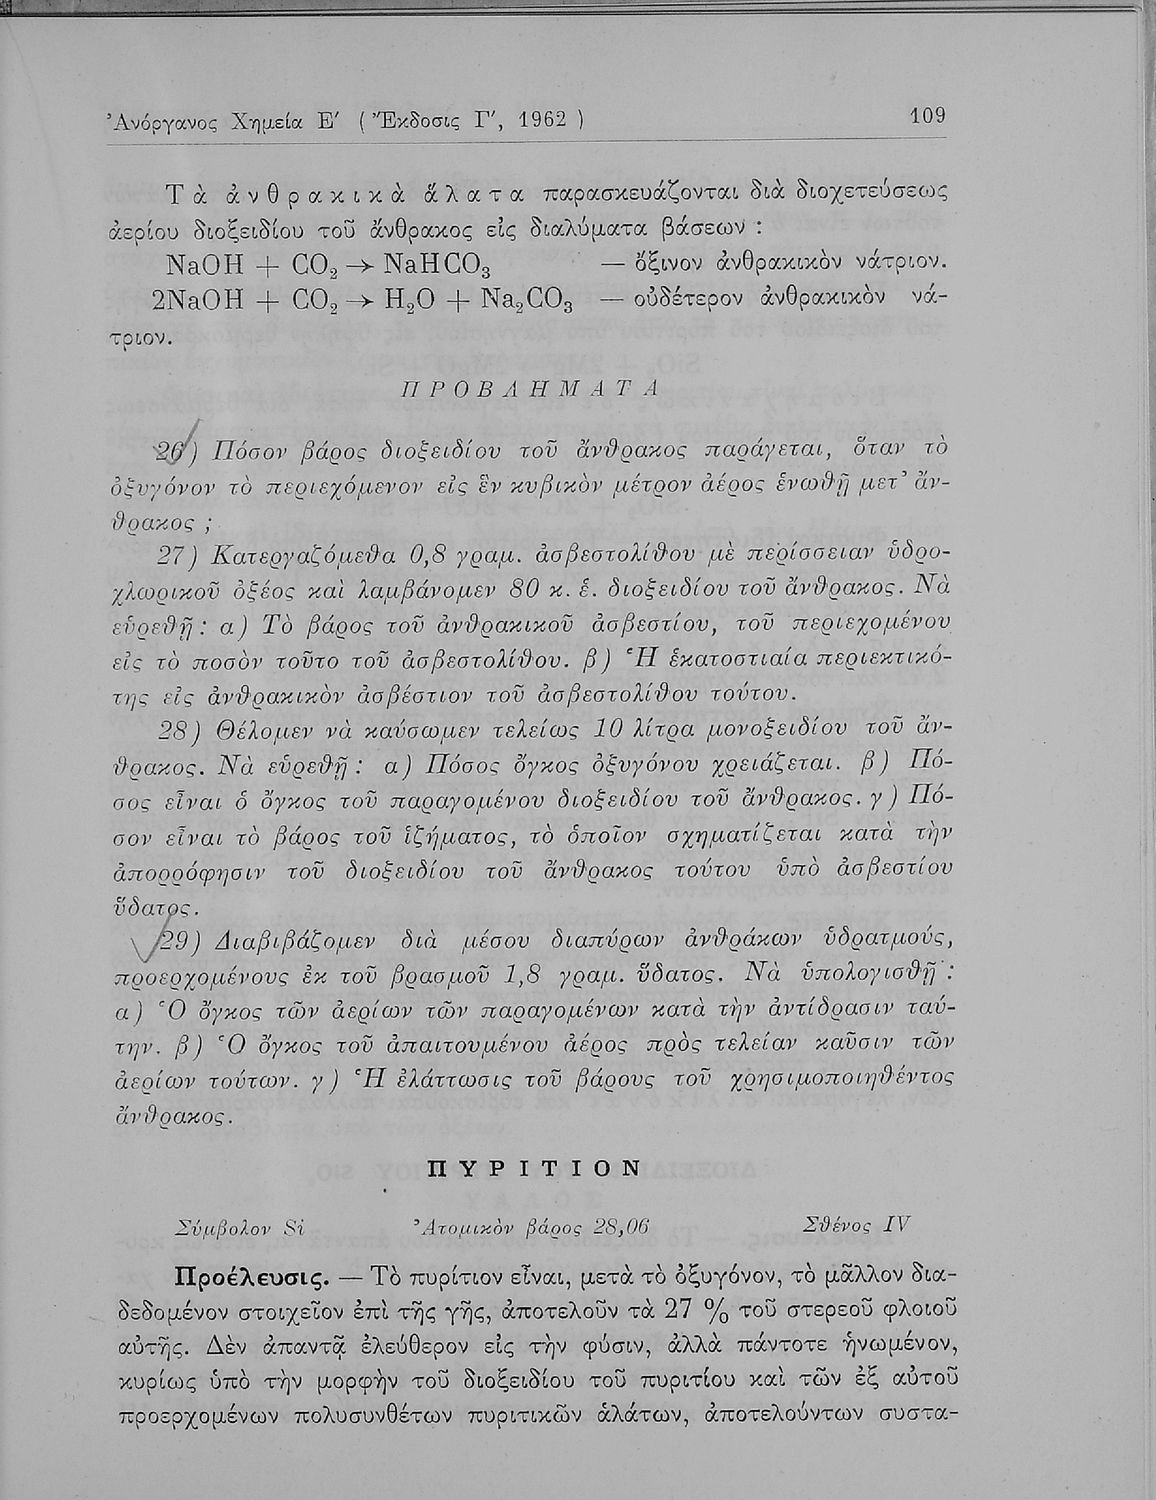 Ἀνόργανος Χημεία Ε′ ( Ἔκδοσις Γ′, 1962 ) 109
Τὰ ἀνθρακικὰ ἅλατα παρασκευάζονται διὰ διοχετεύσεως
ἀερίου διοξειδίου τοῦ ἄνθρακος εἰς διαλύματα βάσεων :
NaOH + CO₂ → NaHCO₃ — ὄξινον ἀνθρακικὸν νάτριον.
2NaOH + CO₂ → H₂O + Na₂CO₃ — οὐδέτερον ἀνθρακικὸν νά-
τριον.
ΠΡΟΒΛΗΜΑΤΑ
26) Πόσον βάρος διοξειδίου τοῦ ἄνθρακος παράγεται, ὅταν τὸ
ὀξυγόνον τὸ περιεχόμενον εἰς ἓν κυβικὸν μέτρον ἀέρος ἑνωθῇ μετ’ ἄν-
θρακος ;
27) Κατεργαζόμεθα 0,8 γραμ. ἀσβεστολίθου μὲ περίσσειαν ὑδρο-
χλωρικοῦ ὀξέος καὶ λαμβάνομεν 80 κ. ἑ. διοξειδίου τοῦ ἄνθρακος. Νὰ
εὑρεθῇ : α) Τὸ βάρος τοῦ ἀνθρακικοῦ ἀσβεστίου, τοῦ περιεχομένου
εἰς τὸ ποσὸν τοῦτο τοῦ ἀσβεστολίθου. β) Ἡ ἑκατοστιαία περιεκτικό-
της εἰς ἀνθρακικὸν ἀσβέστιον τοῦ ἀσβεστολίθου τούτου.
28) Θέλομεν νὰ καύσωμεν τελείως 10 λίτρα μονοξειδίου τοῦ ἄν-
θρακος. Νὰ εὑρεθῇ : α) Πόσος ὄγκος ὀξυγόνου χρειάζεται. β) Πό-
σος εἶναι ὁ ὄγκος τοῦ παραγομένου διοξειδίου τοῦ ἄνθρακος. γ) Πό-
σον εἶναι τὸ βάρος τοῦ ἱζήματος, τὸ ὁποῖον σχηματίζεται κατὰ τὴν
ἀπορρόφησιν τοῦ διοξειδίου τοῦ ἄνθρακος τούτου ὑπὸ ἀσβεστίου
ὕδατος.
29) Διαβιβάζομεν διὰ μέσου διαπύρων ἀνθράκων ὑδρατμούς,
προερχομένους ἐκ τοῦ βρασμοῦ 1,8 γραμ. ὕδατος. Νὰ ὑπολογισθῇ :
α) Ὁ ὄγκος τῶν ἀερίων τῶν παραγομένων κατὰ τὴν ἀντίδρασιν ταύ-
την. β) Ὁ ὄγκος τοῦ ἀπαιτουμένου ἀέρος πρὸς τελείαν καῦσιν τῶν
ἀερίων τούτων. γ) Ἡ ἐλάττωσις τοῦ βάρους τοῦ χρησιμοποιηθέντος
ἄνθρακος.
ΠΥΡΙΤΙΟΝ
Σύμβολον Si Ἀτομικὸν βάρος 28,06 Σθένος IV
Προέλευσις. — Τὸ πυρίτιον εἶναι, μετὰ τὸ ὀξυγόνον, τὸ μᾶλλον δια-
δεδομένον στοιχεῖον ἐπὶ τῆς γῆς, ἀποτελοῦν τὰ 27 % τοῦ στερεοῦ φλοιοῦ
αὐτῆς. Δὲν ἀπαντᾷ ἐλεύθερον εἰς τὴν φύσιν, ἀλλὰ πάντοτε ἡνωμένον,
κυρίως ὑπὸ τὴν μορφὴν τοῦ διοξειδίου τοῦ πυριτίου καὶ τῶν ἐξ αὐτοῦ
προερχομένων πολυσυνθέτων πυριτικῶν ἁλάτων, ἀποτελούντων συστα-